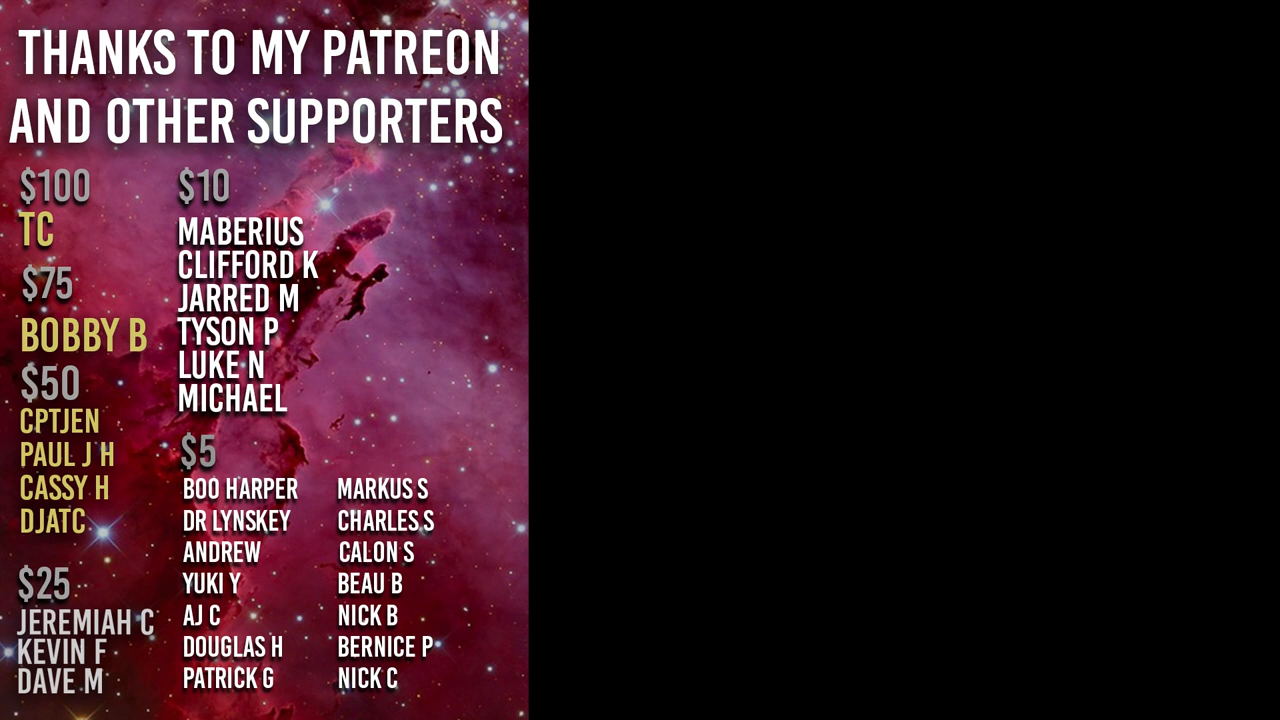 THANKS TO MY PATREON
AND OTHER SUPPORTERS
$100
TC
$75
BOBBY B
$50
CPTJEN
PAUL J H
CASSY H
DJATC
$25
JEREMIAH C
KEVIN F
DAVE M
$10
MABERIUS
CLIFFORD K
JARRED M
TYSON P
LUKE N
MICHAEL
$5
BOO HARPER
DR LYNSKEY
ANDREW
YUKI Y
AJ C
DOUGLAS H
PATRICK G
MARKUS S
CHARLES S
CALON S
BEAU B
NICK B
BERNICE P
NICK C